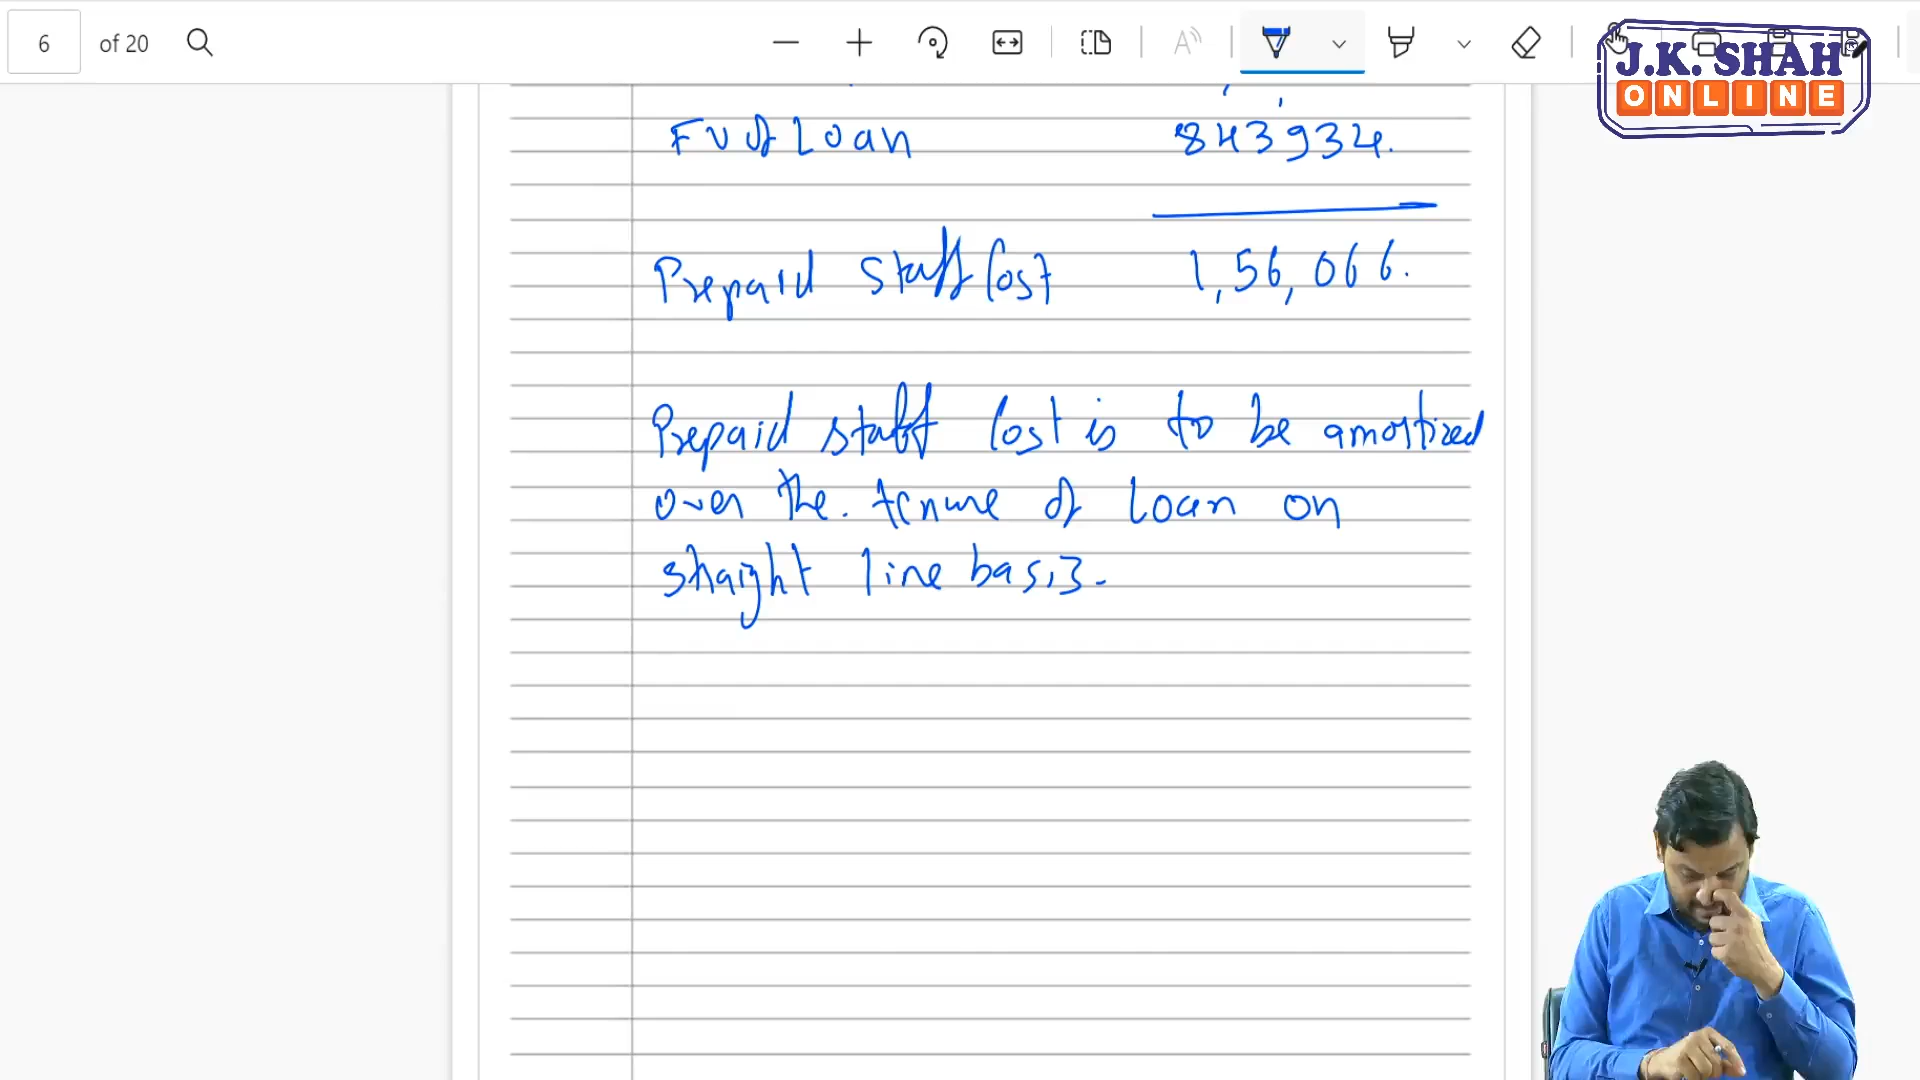 6 of 20
J.K. SHAH
ONLINE
FV of Loan 843934.
Prepaid Staff Cost 1,56,066.
Prepaid staff Cost is to be amortized
over the. tenure of Loan on
straight line basis.